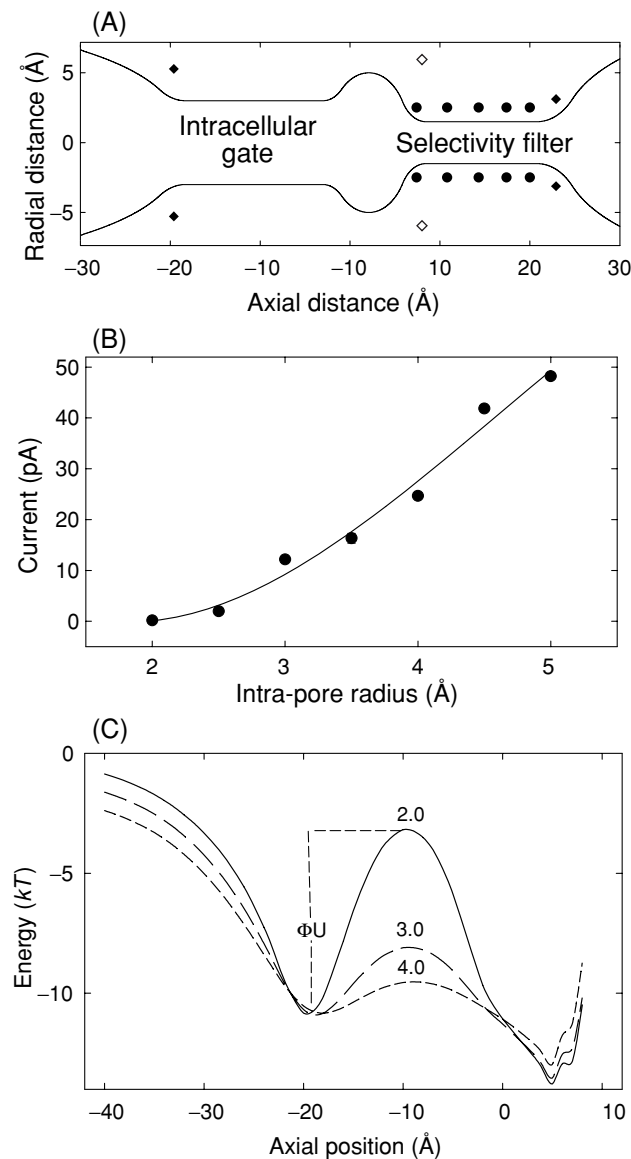 (A)
Radial distance (Å)
5
0
−5
Intracellular
gate
Selectivity filter
−30 −20 −10 −10 −10 10 20 30
Axial distance (Å)
(B)
Current (pA)
50
40
30
20
10
0
2 3 4 5
Intra-pore radius (Å)
(C)
Energy (kT)
0
−5
−10
2.0
ΦU
3.0
4.0
−40 −30 −20 −10 0 10
Axial position (Å)